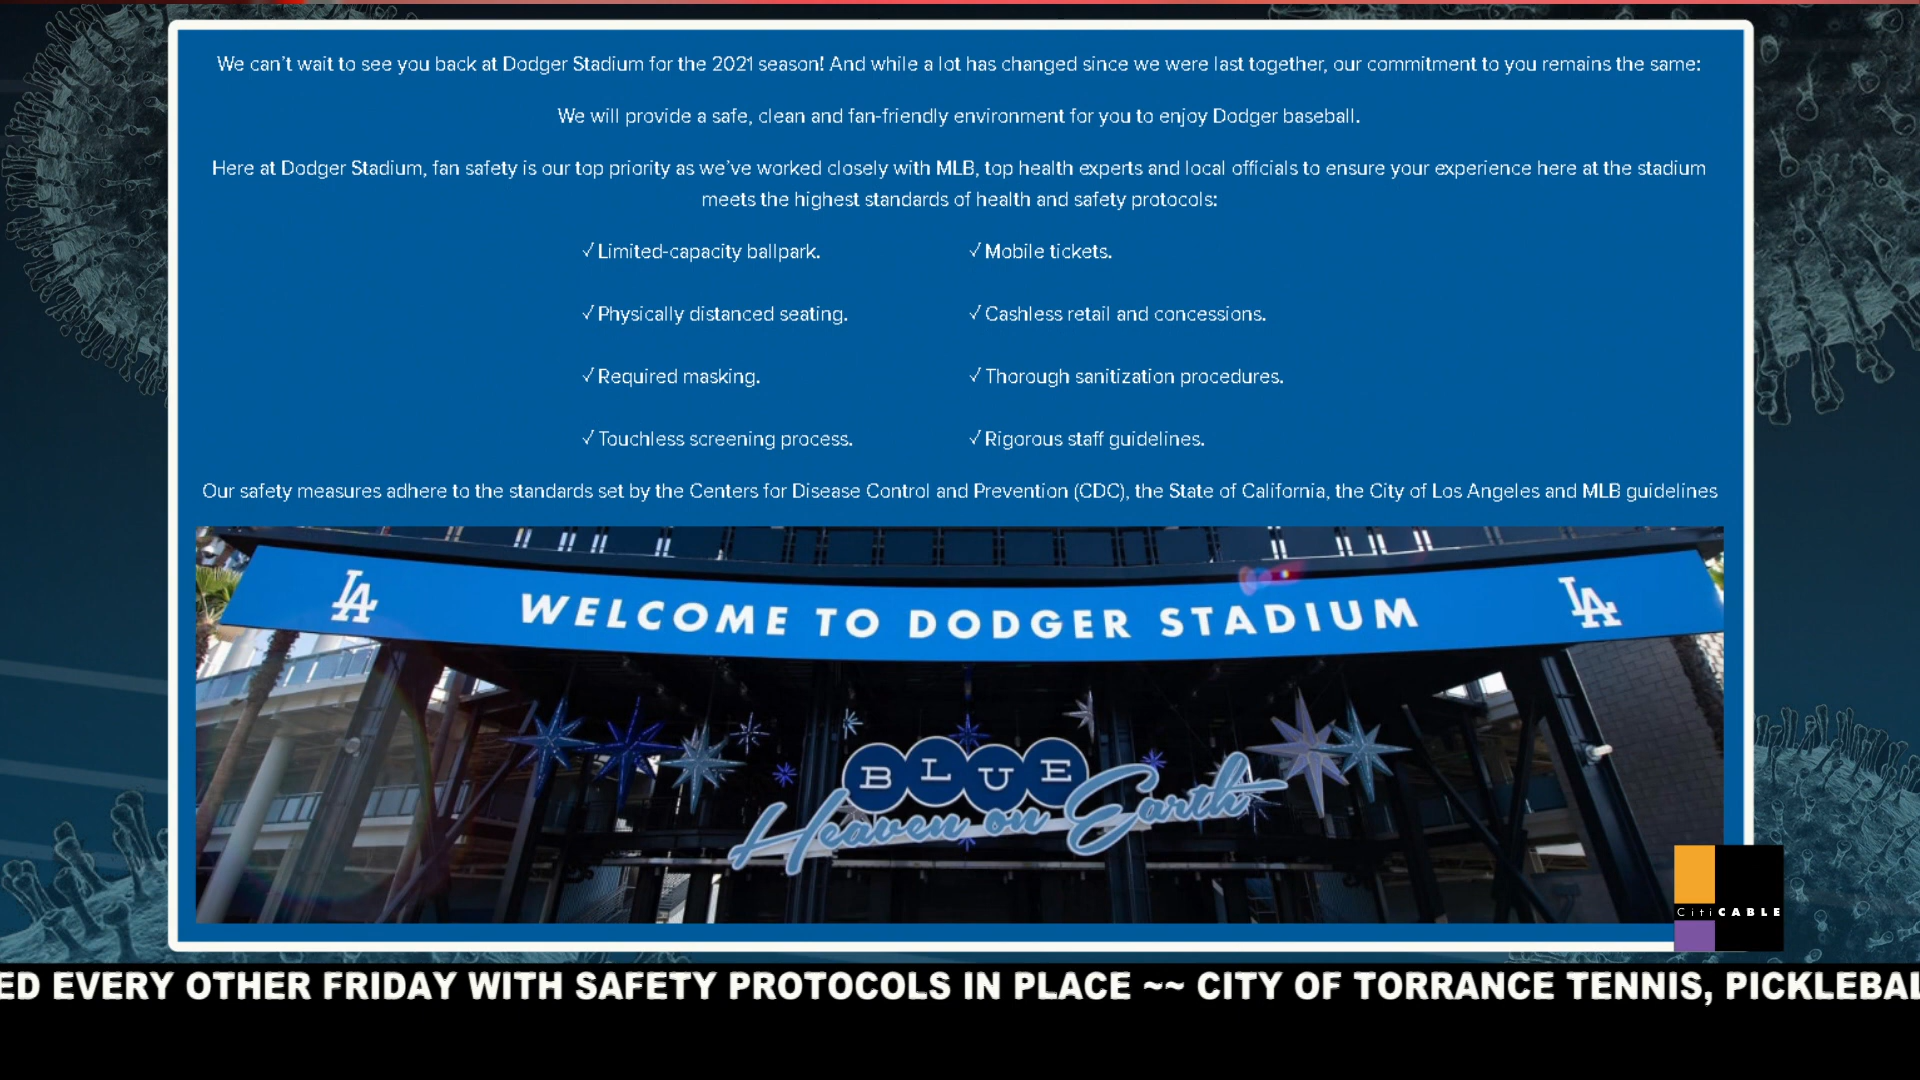 We can't wait to see you back at Dodger Stadium for the 2021 season! And while a lot has changed since we were last together, our commitment to you remains the same:
We will provide a safe, clean and fan-friendly environment for you to enjoy Dodger baseball.
Here at Dodger Stadium, fan safety is our top priority as we've worked closely with MLB, top health experts and local officials to ensure your experience here at the stadium
meets the highest standards of health and safety protocols:
✓ Limited-capacity ballpark.
✓ Physically distanced seating.
✓ Required masking.
✓ Touchless screening process.
✓ Mobile tickets.
✓ Cashless retail and concessions.
✓ Thorough sanitization procedures.
✓ Rigorous staff guidelines.
Our safety measures adhere to the standards set by the Centers for Disease Control and Prevention (CDC), the State of California, the City of Los Angeles and MLB guidelines
LA WELCOME TO DODGER STADIUM LA
BLUE
Heaven on Earth
CitiCABLE
ED EVERY OTHER FRIDAY WITH SAFETY PROTOCOLS IN PLACE ~~ CITY OF TORRANCE TENNIS, PICKLEBAL